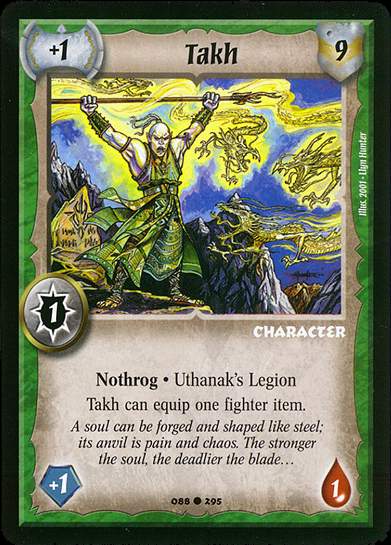 +1
Takh
9
Illus. 2001 • Llyn Hunter
1
CHARACTER
Nothrog • Uthanak's Legion
Takh can equip one fighter item.
A soul can be forged and shaped like steel;
its anvil is pain and chaos. The stronger
the soul, the deadlier the blade...
+1
088 ● 295
1